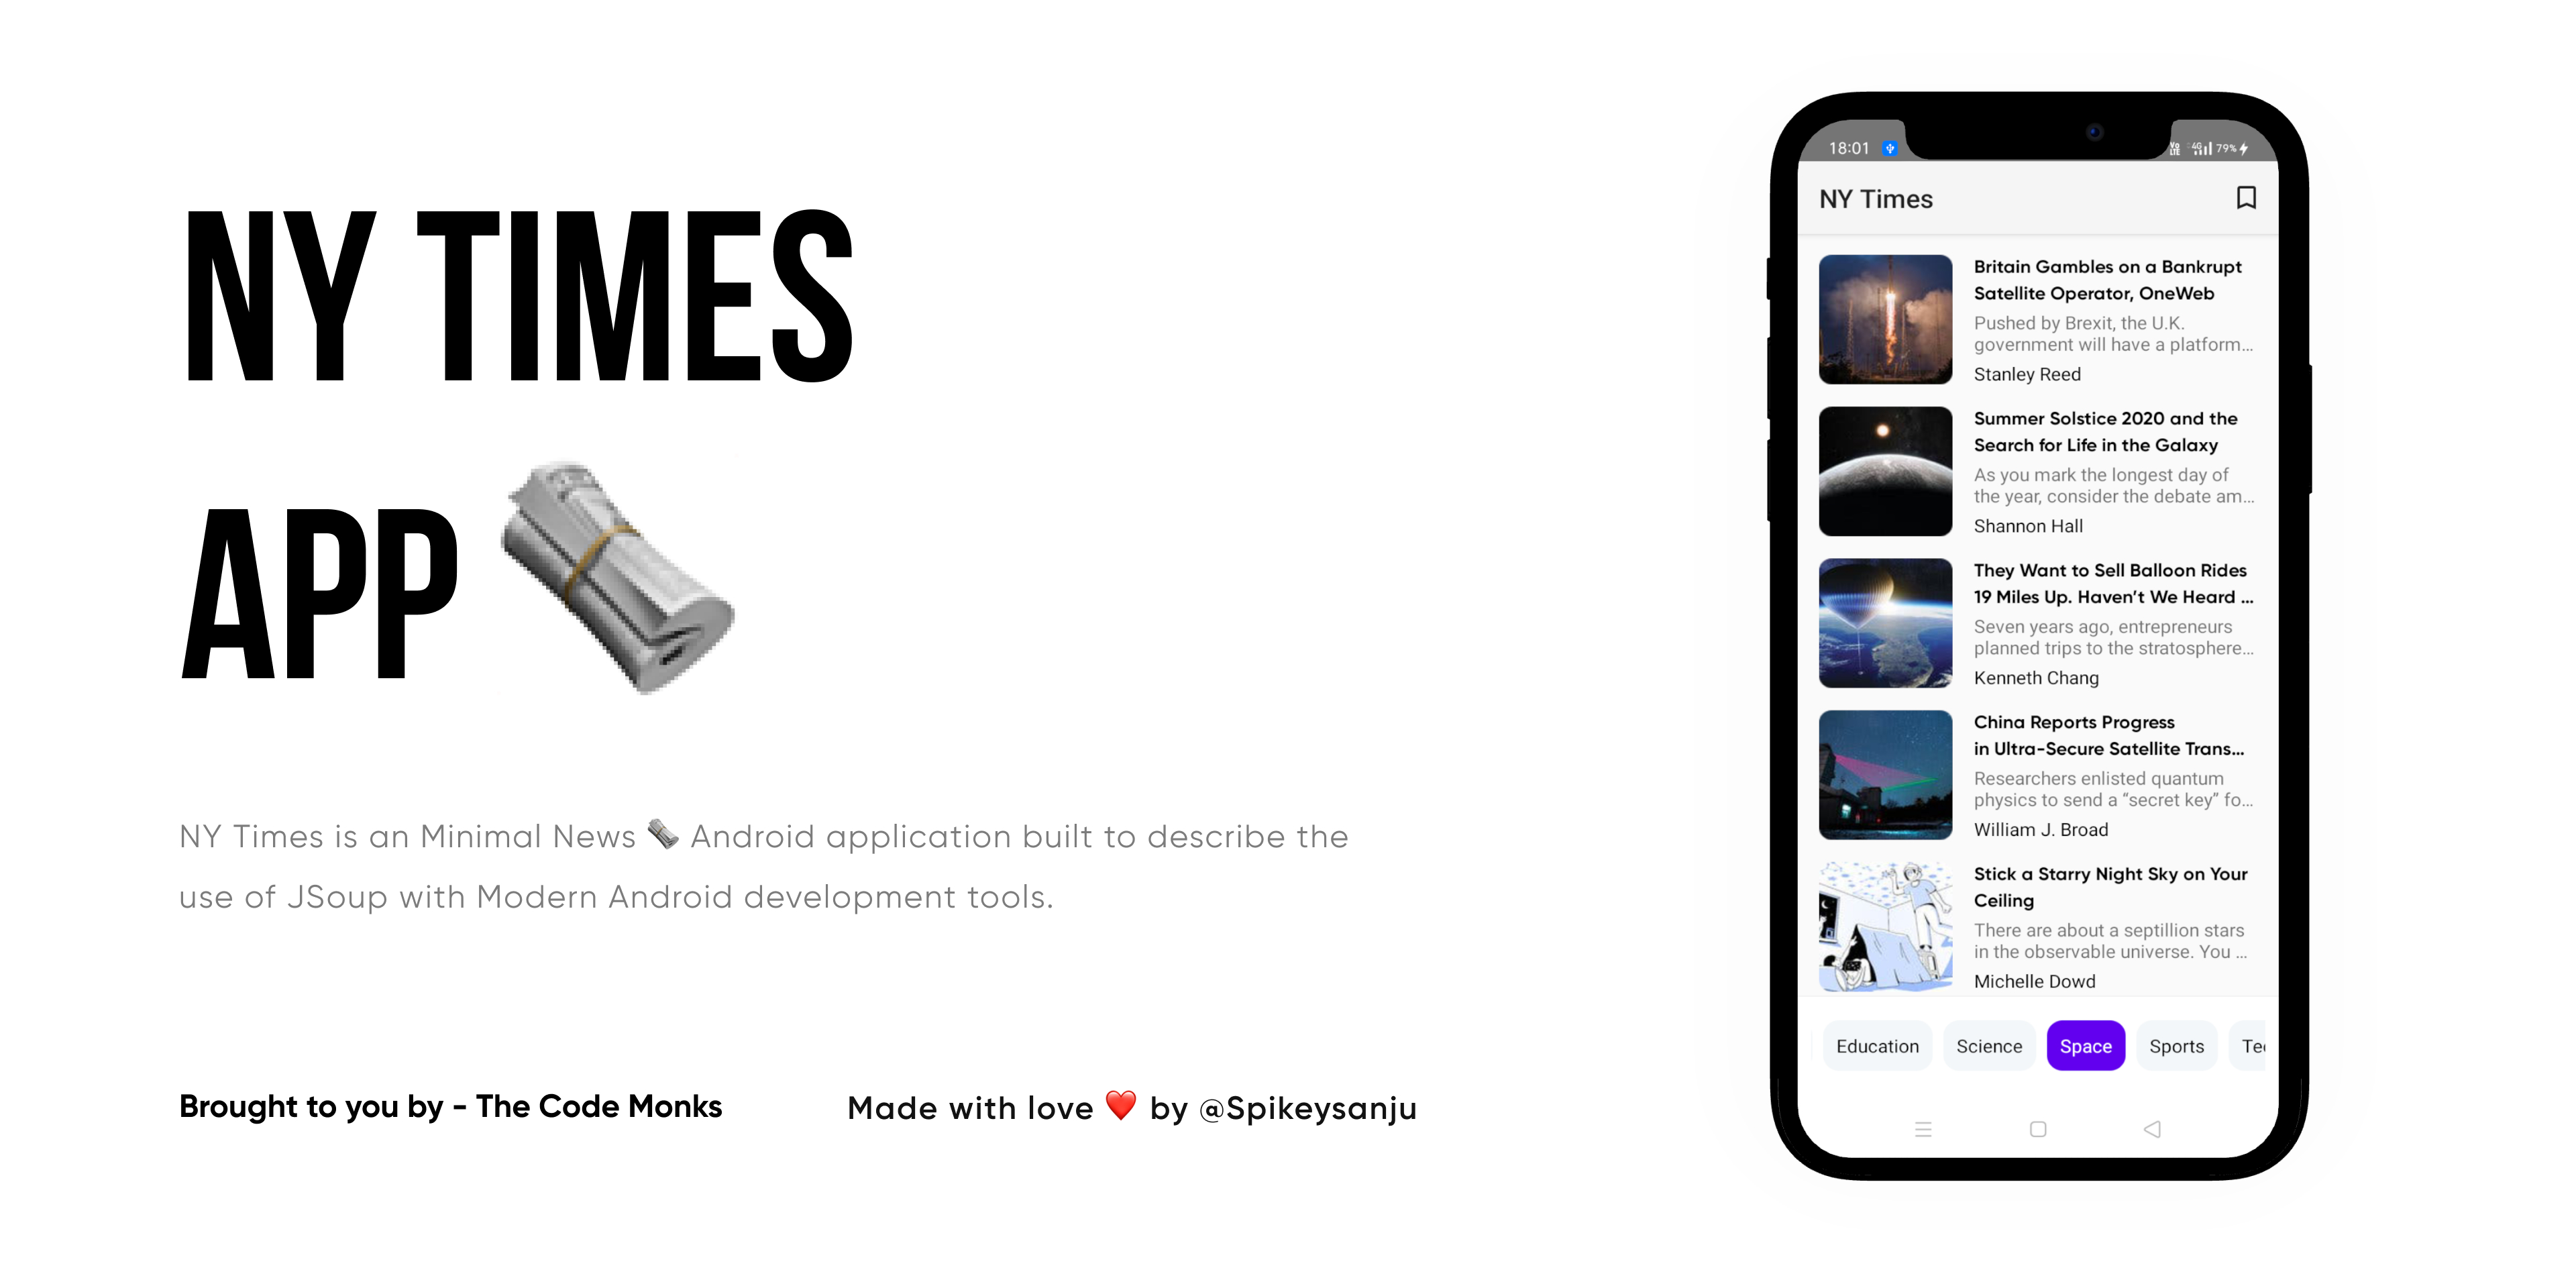 NY TIMES
APP
NY Times is an Minimal News 🗞 Android application built to describe the
use of JSoup with Modern Android development tools.
Brought to you by - The Code Monks
Made with love ❤️ by @Spikeysanju
18:01
Vo LTE 4G 79%
NY Times
Britain Gambles on a Bankrupt
Satellite Operator, OneWeb
Pushed by Brexit, the U.K.
government will have a platform...
Stanley Reed
Summer Solstice 2020 and the
Search for Life in the Galaxy
As you mark the longest day of
the year, consider the debate am...
Shannon Hall
They Want to Sell Balloon Rides
19 Miles Up. Haven’t We Heard ...
Seven years ago, entrepreneurs
planned trips to the stratosphere...
Kenneth Chang
China Reports Progress
in Ultra-Secure Satellite Trans...
Researchers enlisted quantum
physics to send a “secret key” fo...
William J. Broad
Stick a Starry Night Sky on Your
Ceiling
There are about a septillion stars
in the observable universe. You ...
Michelle Dowd
Education Science Space Sports Te